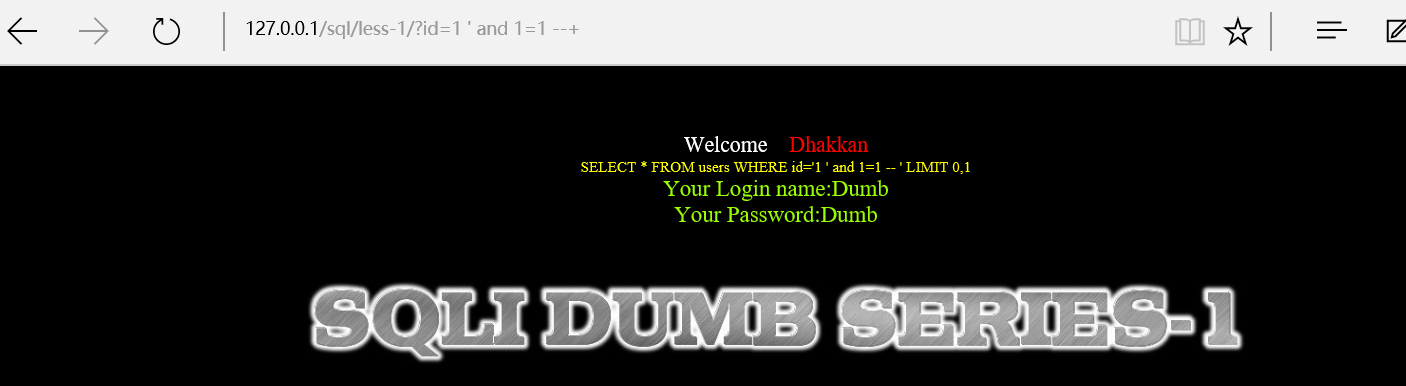 127.0.0.1/sql/less-1/?id=1 ' and 1=1 --+
Welcome Dhakkan
SELECT * FROM users WHERE id='1 ' and 1=1 -- ' LIMIT 0,1
Your Login name:Dumb
Your Password:Dumb
SQLI DUMB SERIES-1